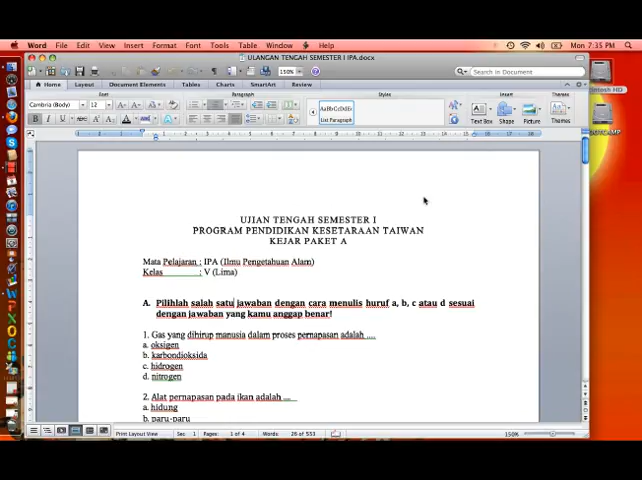 Word File Edit View Insert Format Font Tools Table Window Help
Mon 7:35 PM
ULANGAN TENGAH SEMESTER I IPA.docx
150%
Search in Document
Home Layout Document Elements Tables Charts SmartArt Review
Font Paragraph Styles Insert Themes
Cambria (Body) 12
AaBbCcDdEe
List Paragraph
Text Box Shape Picture Themes
Macintosh HD
BOOTCAMP
UJIAN TENGAH SEMESTER I
PROGRAM PENDIDIKAN KESETARAAN TAIWAN
KEJAR PAKET A
Mata Pelajaran : IPA (Ilmu Pengetahuan Alam)
Kelas : V (Lima)
A. Pilihlah salah satu jawaban dengan cara menulis huruf a, b, c atau d sesuai
dengan jawaban yang kamu anggap benar!
1. Gas yang dihirup manusia dalam proses pernapasan adalah ....
a. oksigen
b. karbondioksida
c. hidrogen
d. nitrogen
2. Alat pernapasan pada ikan adalah ....
a. hidung
b. paru-paru
Print Layout View Sec 1 Pages: 1 of 4 Words: 28 of 553 150%